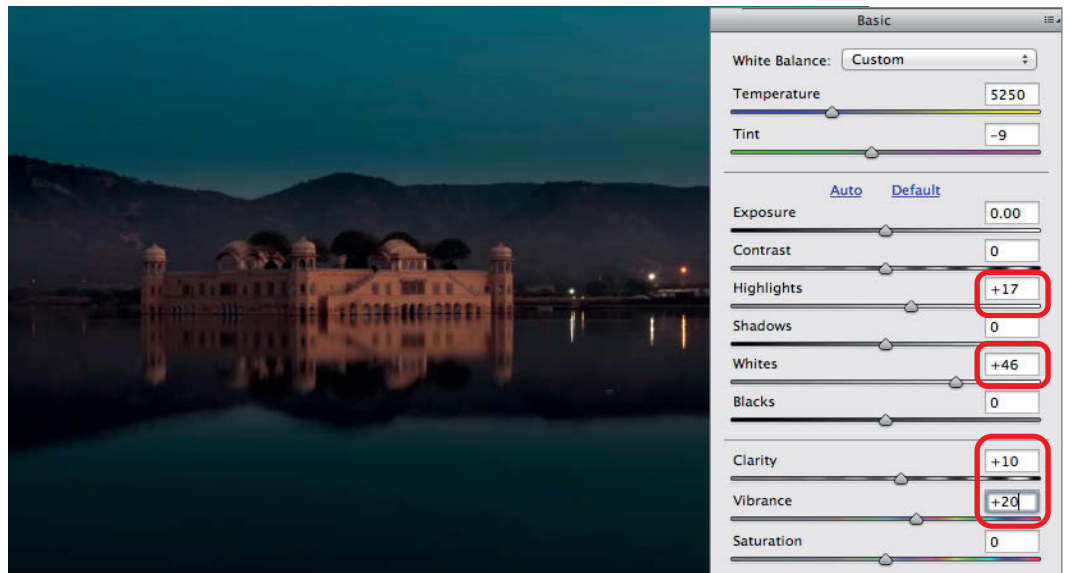 Basic
White Balance: Custom
Temperature 5250
Tint -9
Auto Default
Exposure 0.00
Contrast 0
Highlights +17
Shadows 0
Whites +46
Blacks 0
Clarity +10
Vibrance +20
Saturation 0